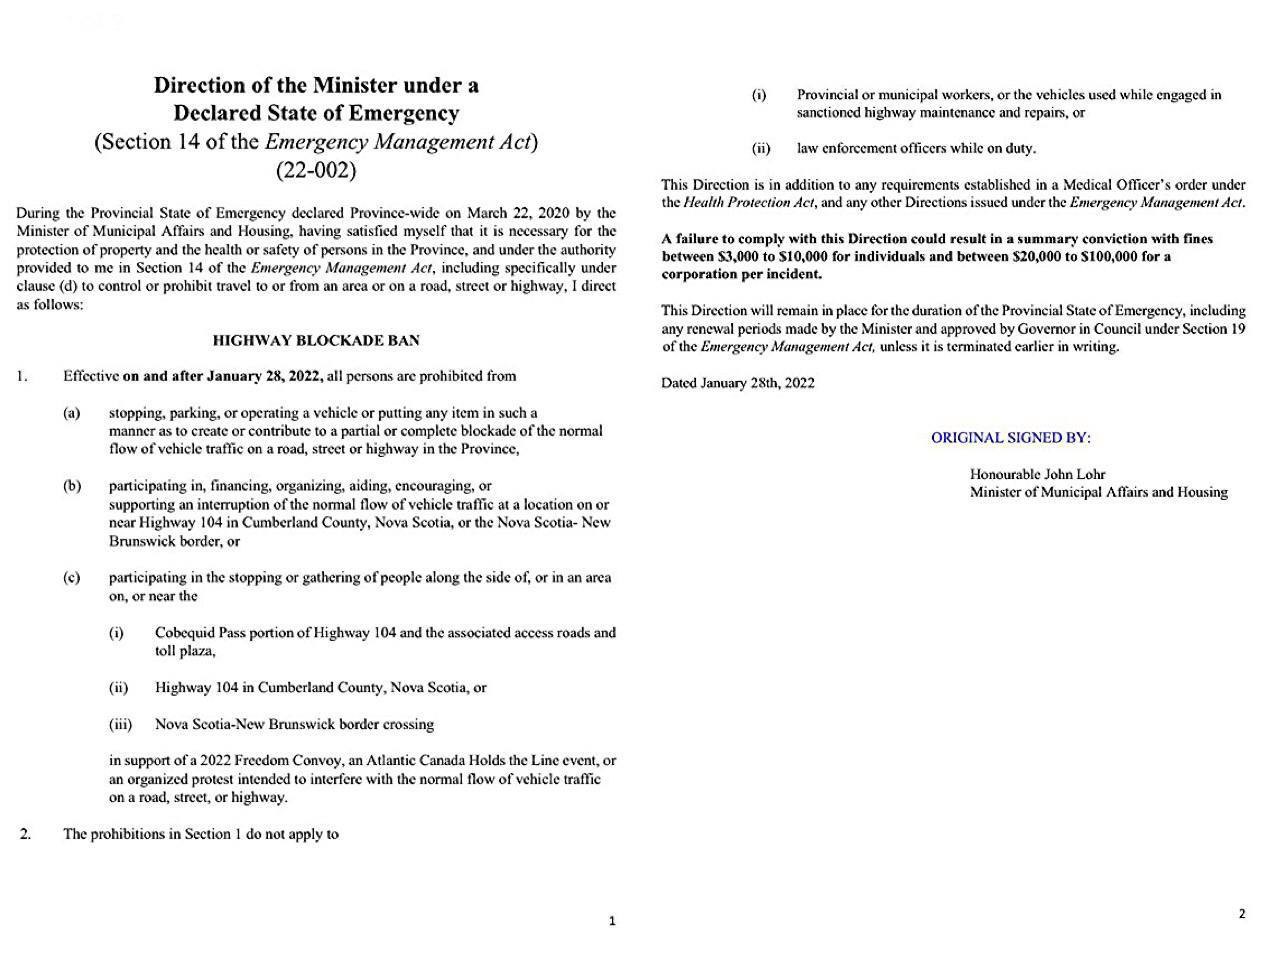 Direction of the Minister under a
Declared State of Emergency
(Section 14 of the Emergency Management Act)
(22-002)
During the Provincial State of Emergency declared Province-wide on March 22, 2020 by the
Minister of Municipal Affairs and Housing, having satisfied myself that it is necessary for the
protection of property and the health or safety of persons in the Province, and under the authority
provided to me in Section 14 of the Emergency Management Act, including specifically under
clause (d) to control or prohibit travel to or from an area or on a road, street or highway, I direct
as follows:
HIGHWAY BLOCKADE BAN
1. Effective on and after January 28, 2022, all persons are prohibited from
(a) stopping, parking, or operating a vehicle or putting any item in such a
manner as to create or contribute to a partial or complete blockade of the normal
flow of vehicle traffic on a road, street or highway in the Province,
(b) participating in, financing, organizing, aiding, encouraging, or
supporting an interruption of the normal flow of vehicle traffic at a location on or
near Highway 104 in Cumberland County, Nova Scotia, or the Nova Scotia- New
Brunswick border, or
(c) participating in the stopping or gathering of people along the side of, or in an area
on, or near the
(i) Cobequid Pass portion of Highway 104 and the associated access roads and
toll plaza,
(ii) Highway 104 in Cumberland County, Nova Scotia, or
(iii) Nova Scotia-New Brunswick border crossing
in support of a 2022 Freedom Convoy, an Atlantic Canada Holds the Line event, or
an organized protest intended to interfere with the normal flow of vehicle traffic
on a road, street, or highway.
2. The prohibitions in Section 1 do not apply to
1
(i) Provincial or municipal workers, or the vehicles used while engaged in
sanctioned highway maintenance and repairs, or
(ii) law enforcement officers while on duty.
This Direction is in addition to any requirements established in a Medical Officer's order under
the Health Protection Act, and any other Directions issued under the Emergency Management Act.
A failure to comply with this Direction could result in a summary conviction with fines
between $3,000 to $10,000 for individuals and between $20,000 to $100,000 for a
corporation per incident.
This Direction will remain in place for the duration of the Provincial State of Emergency, including
any renewal periods made by the Minister and approved by Governor in Council under Section 19
of the Emergency Management Act, unless it is terminated earlier in writing.
Dated January 28th, 2022
ORIGINAL SIGNED BY:
Honourable John Lohr
Minister of Municipal Affairs and Housing
2